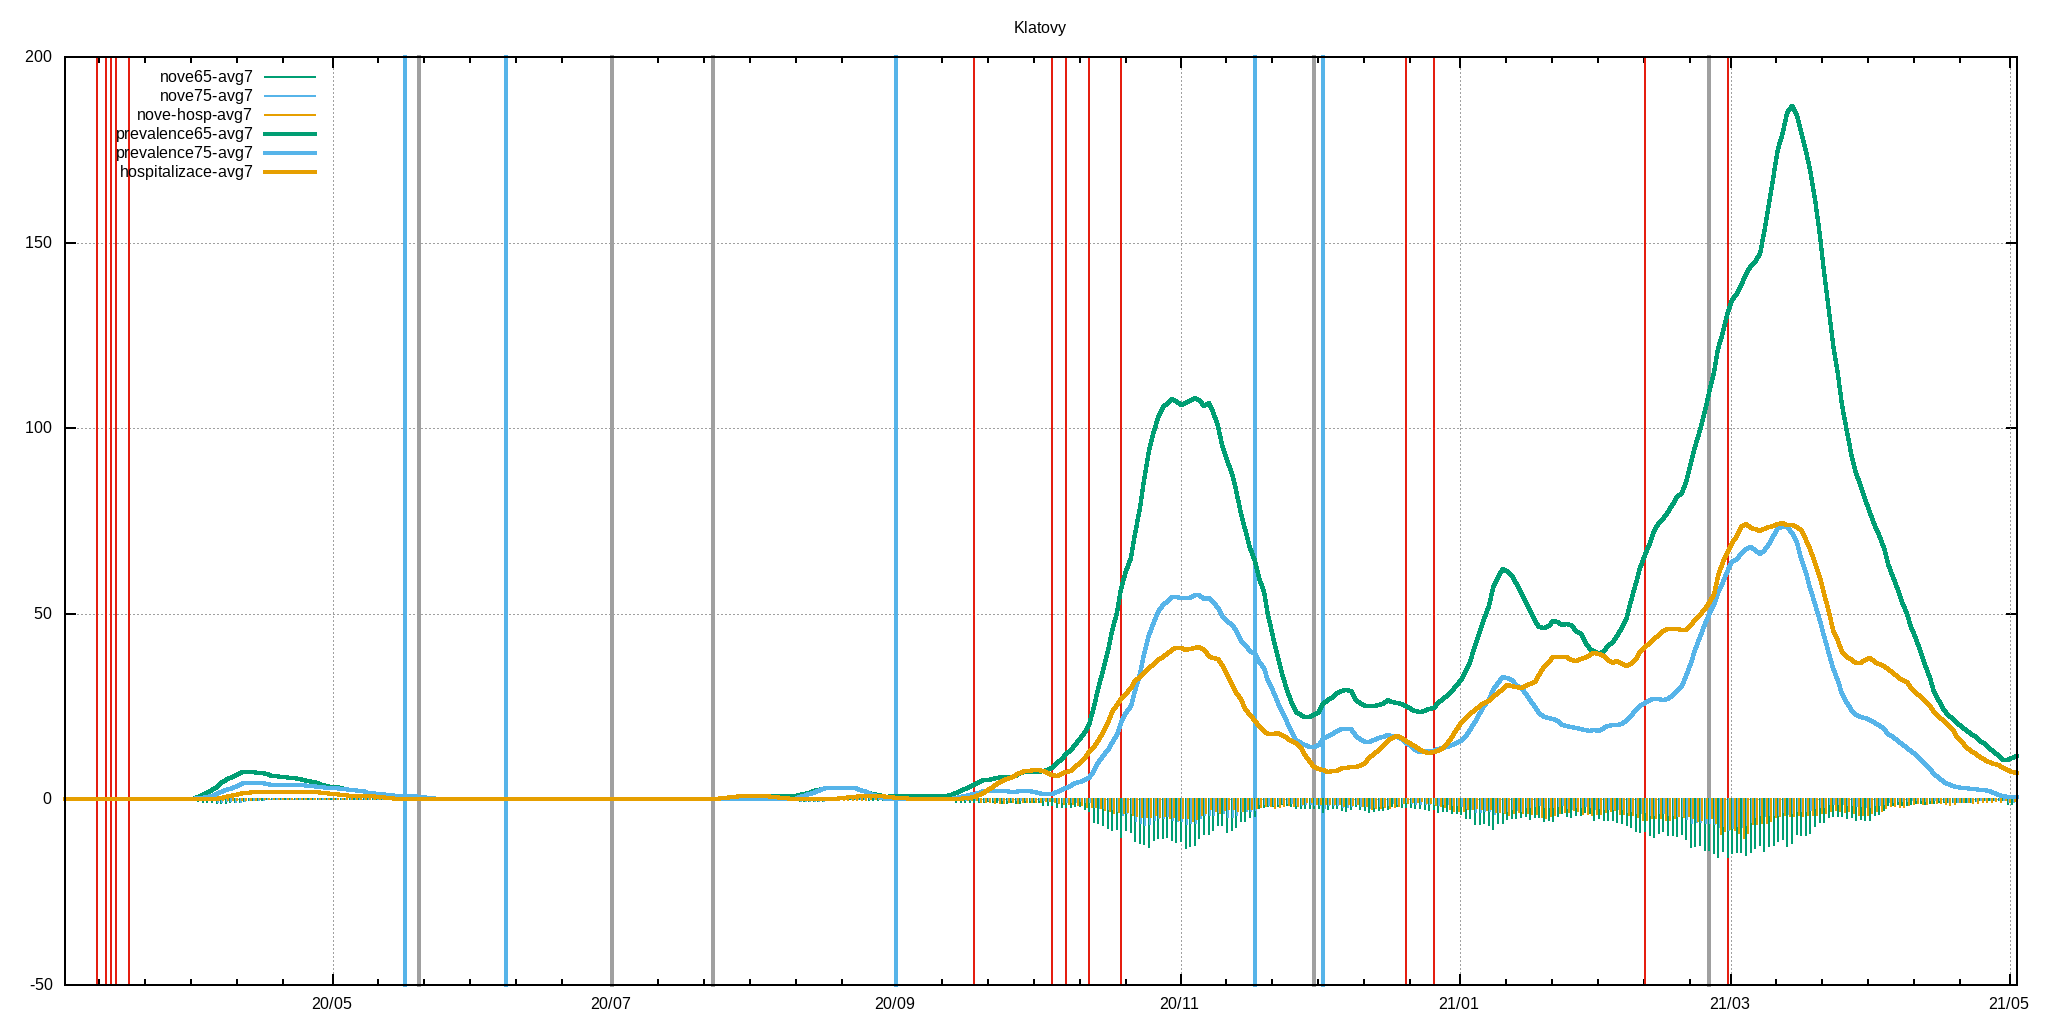 Klatovy
200
150
100
50
0
-50
nove65-avg7
nove75-avg7
nove-hosp-avg7
prevalence65-avg7
prevalence75-avg7
hospitalizace-avg7
20/05 20/07 20/09 20/11 21/01 21/03 21/05